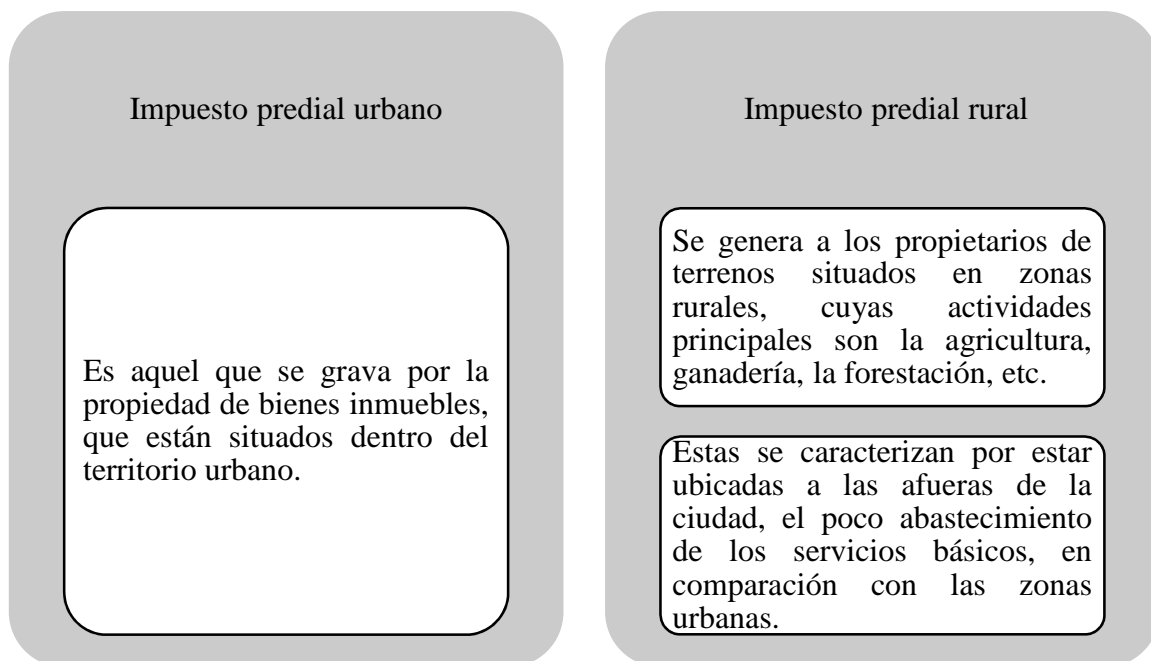 Impuesto predial urbano
Es aquel que se grava por la
propiedad de bienes inmuebles,
que están situados dentro del
territorio urbano.
Impuesto predial rural
Se genera a los propietarios de
terrenos situados en zonas
rurales, cuyas actividades
principales son la agricultura,
ganadería, la forestación, etc.
Estas se caracterizan por estar
ubicadas a las afueras de la
ciudad, el poco abastecimiento
de los servicios básicos, en
comparación con las zonas
urbanas.